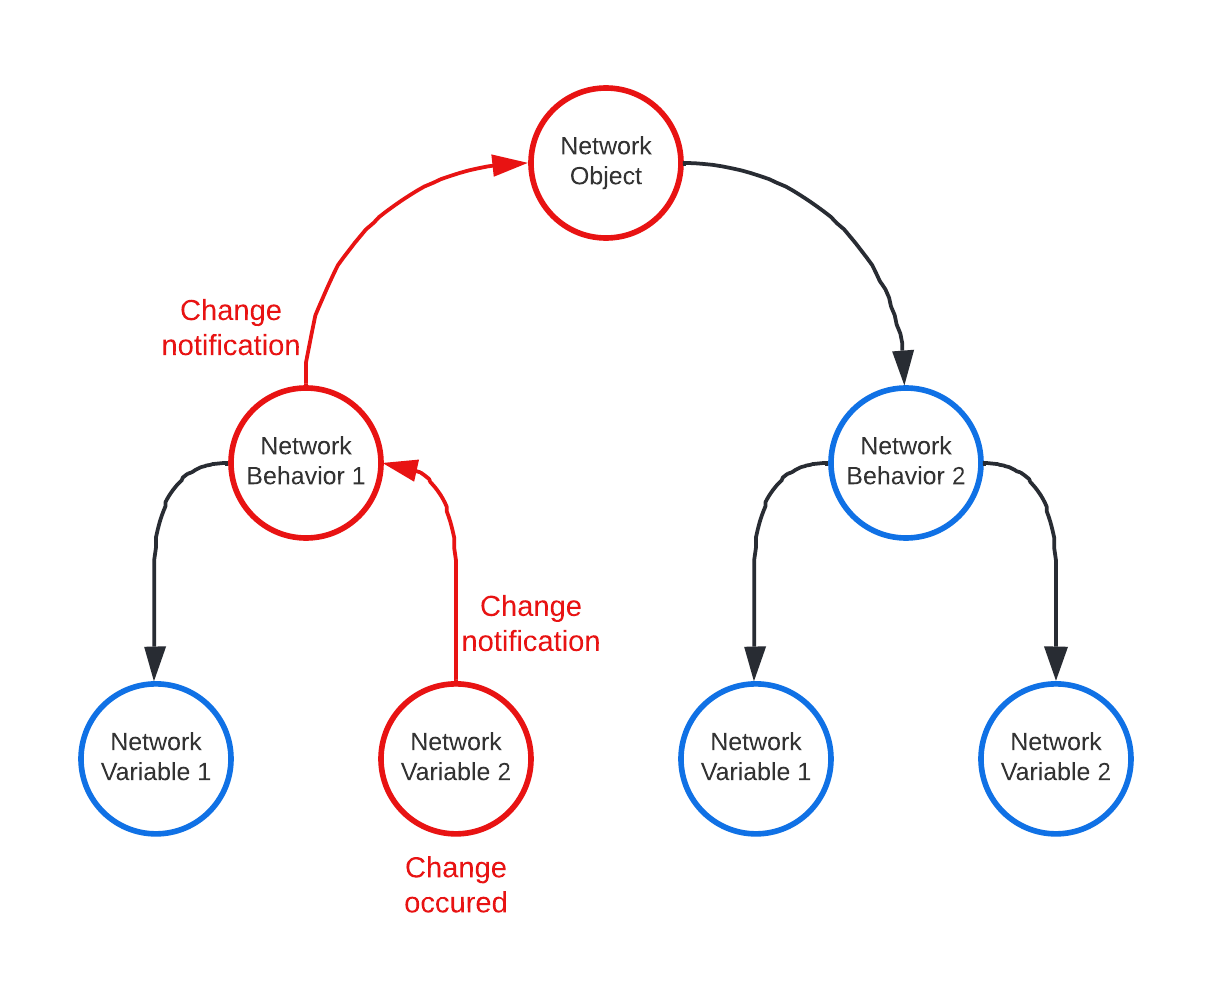 Network
Object
Change
notification
Network
Behavior 1
Network
Behavior 2
Change
notification
Network
Variable 1
Network
Variable 2
Network
Variable 1
Network
Variable 2
Change
occured